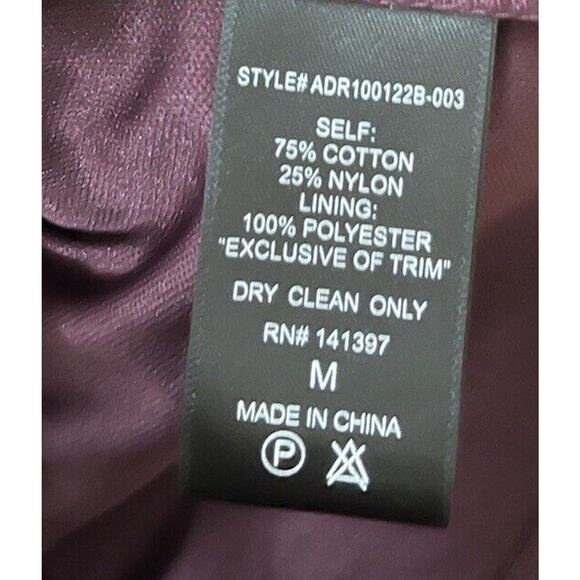 STYLE# ADR100122B-003
SELF:
75% COTTON
25% NYLON
LINING:
100% POLYESTER
"EXCLUSIVE OF TRIM"
DRY CLEAN ONLY
RN# 141397
M
MADE IN CHINA
P